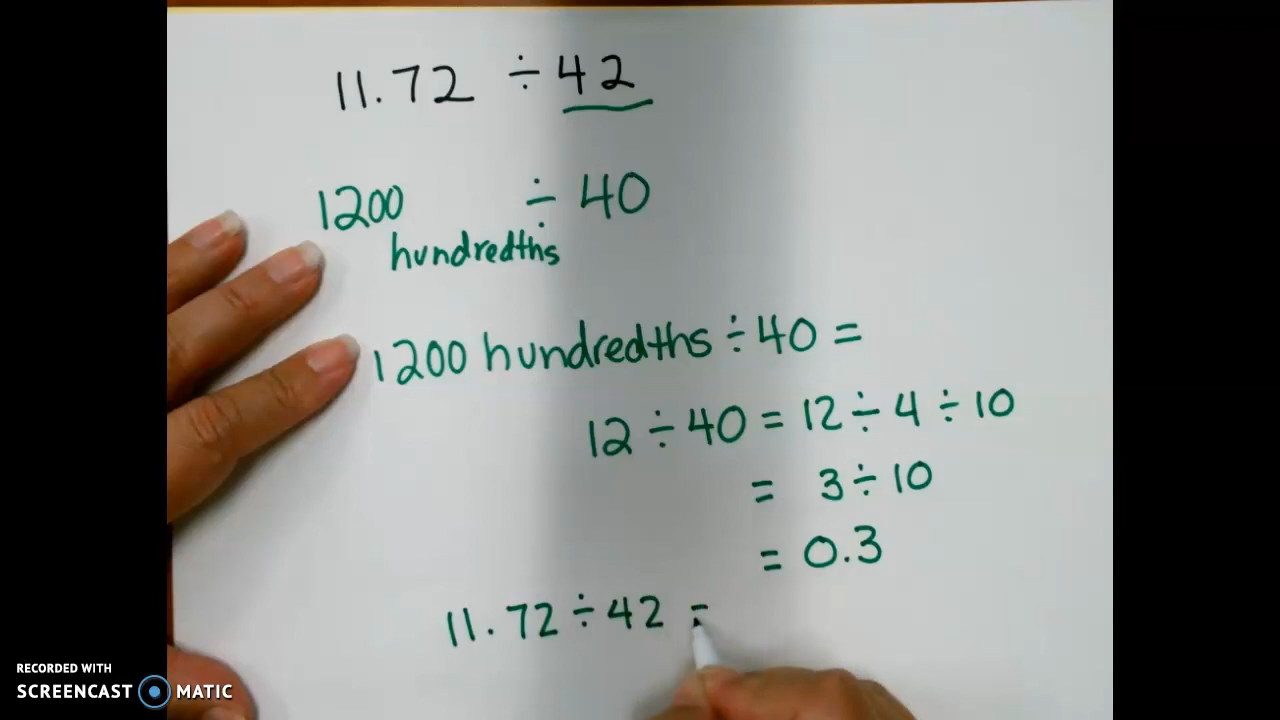 11.72 ÷ 42
1200 ÷ 40
hundredths
1200 hundredths ÷ 40 =
12 ÷ 40 = 12 ÷ 4 ÷ 10
= 3 ÷ 10
= 0.3
11.72 ÷ 42 =
RECORDED WITH
SCREENCAST MATIC